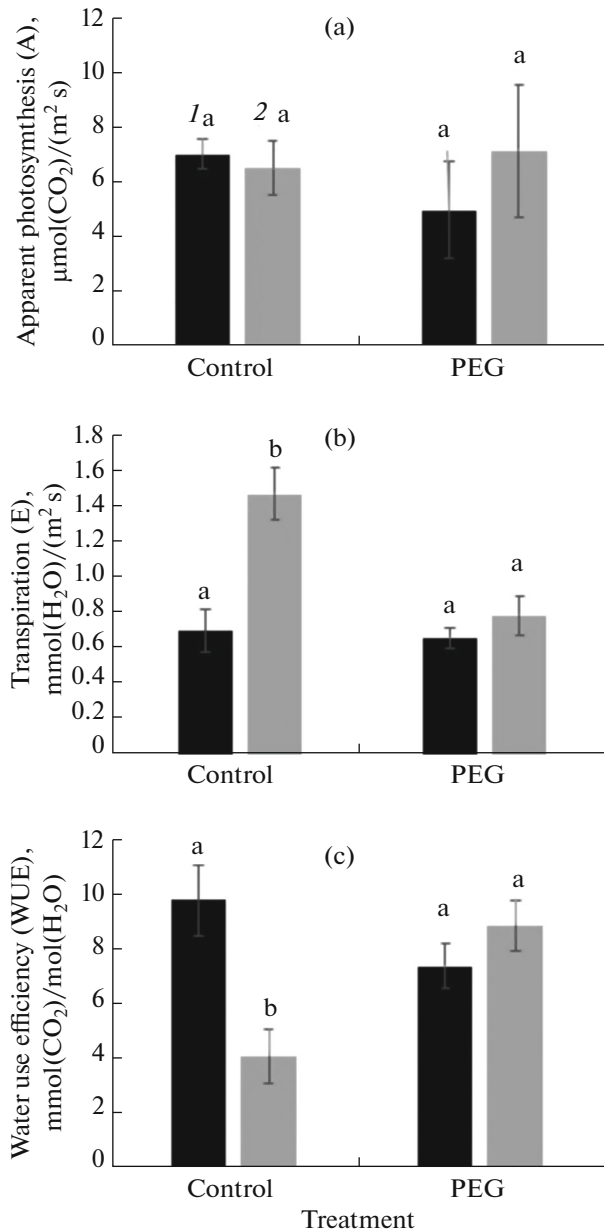 (a)
Apparent photosymthesis (A),
µmol(CO₂)/(m² s)
12
10
8
6
4
2
0
1 a
2 a
a
a
Control
PEG
(b)
Transpiration (E),
mmol(H₂O)/(m² s)
1.8
1.6
1.4
1.2
1.0
0.8
0.6
0.4
0.2
0
a
b
a
a
Control
PEG
(c)
Water use efficiency (WUE),
mmol(CO₂)/mol(H₂O)
12
10
8
6
4
2
0
a
b
a
a
Control
PEG
Treatment